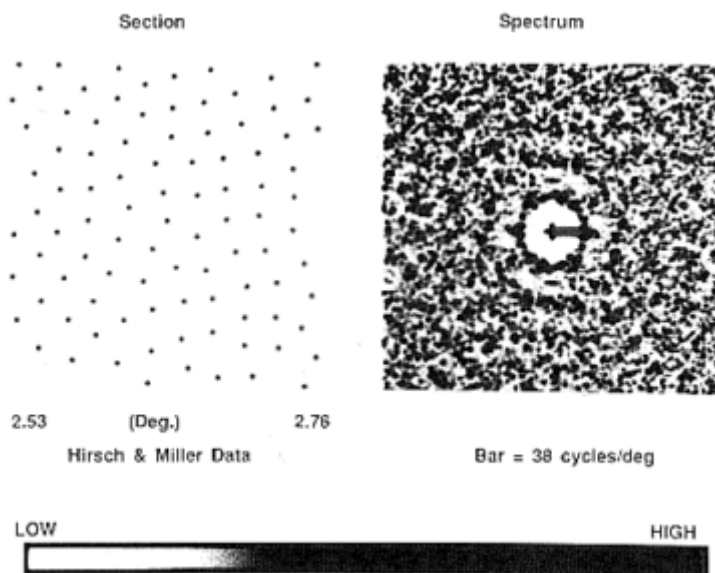 Section Spectrum
2.53 (Deg.) 2.76
Hirsch & Miller Data Bar = 38 cycles/deg
LOW HIGH